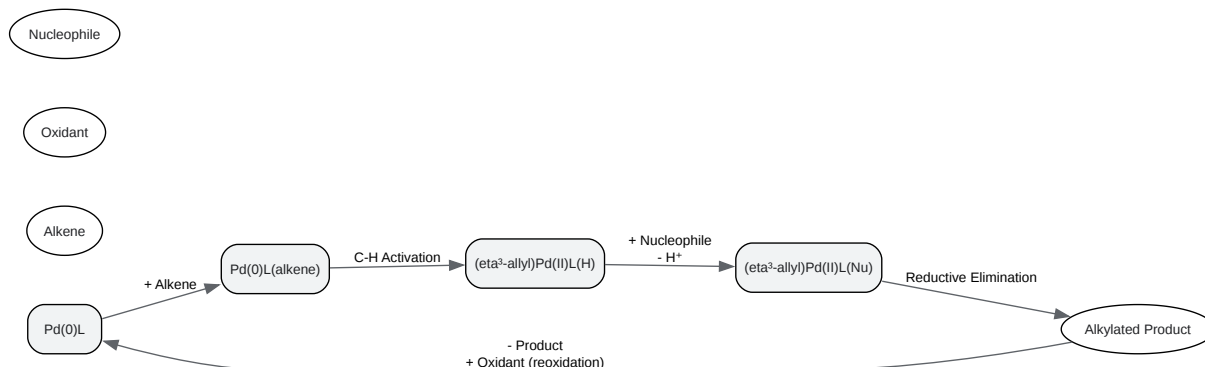 Nucleophile
Oxidant
Alkene
Pd(0)L
+ Alkene
Pd(0)L(alkene)
C-H Activation
(eta³-allyl)Pd(II)L(H)
+ Nucleophile
- H⁺
(eta³-allyl)Pd(II)L(Nu)
Reductive Elimination
Alkylated Product
- Product
+ Oxidant (reoxidation)